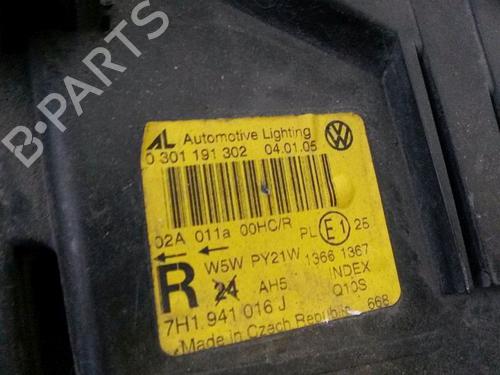 B-PARTS
AL Automotive Lighting
0 301 191 302 04.01.05
02A 011a 00HC/R PL E1 25
W5W PY21W 1366 1367
R 24 AH5 INDEX
7H1 941 016 J Q10S
Made in Czech Republic 668